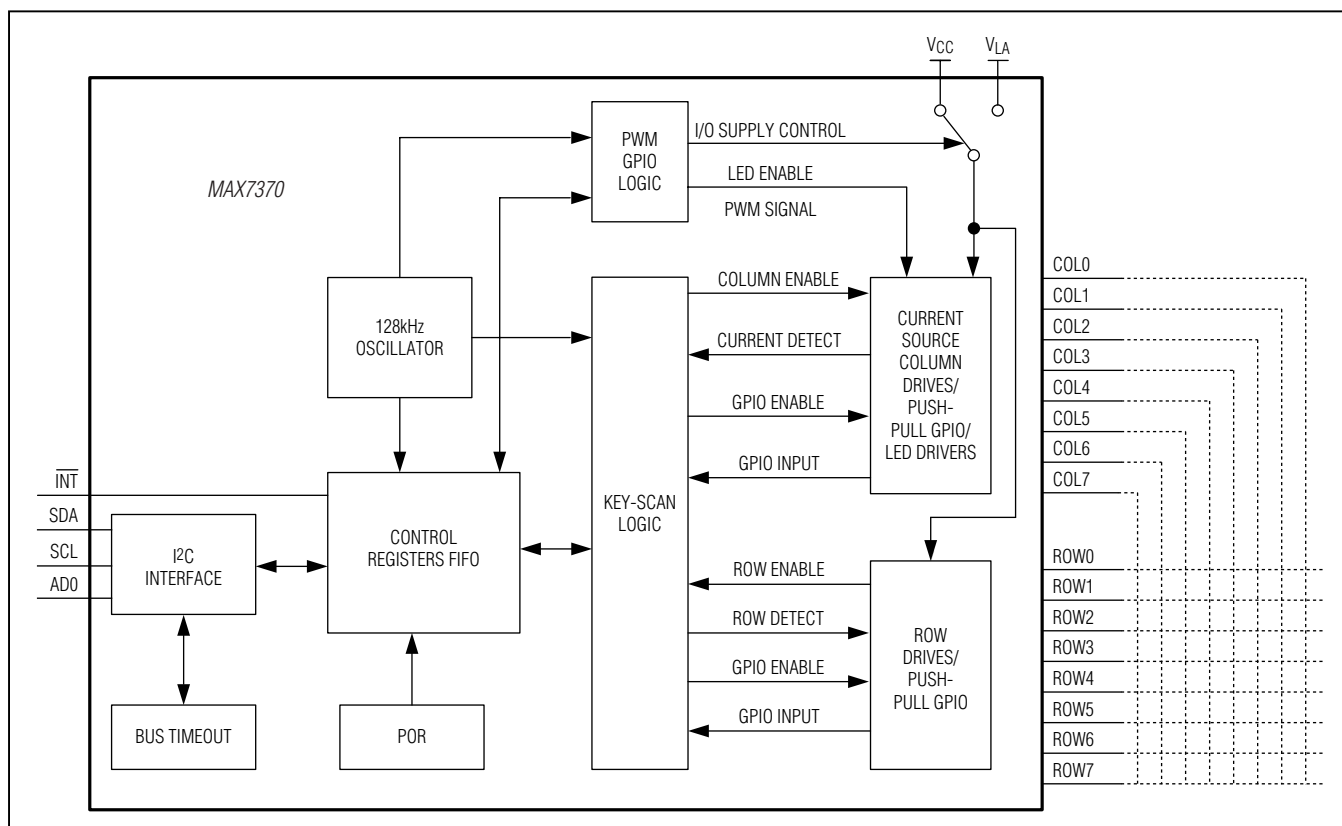 VCC
VLA
MAX7370
PWM
GPIO
LOGIC
I/O SUPPLY CONTROL
LED ENABLE
PWM SIGNAL
128kHz
OSCILLATOR
KEY-SCAN
LOGIC
COLUMN ENABLE
CURRENT DETECT
GPIO ENABLE
GPIO INPUT
CURRENT
SOURCE
COLUMN
DRIVES/
PUSH-
PULL GPIO/
LED DRIVERS
COL0
COL1
COL2
COL3
COL4
COL5
COL6
COL7
INT
SDA
SCL
AD0
I2C
INTERFACE
CONTROL
REGISTERS FIFO
BUS TIMEOUT
POR
ROW ENABLE
ROW DETECT
GPIO ENABLE
GPIO INPUT
ROW
DRIVES/
PUSH-
PULL GPIO
ROW0
ROW1
ROW2
ROW3
ROW4
ROW5
ROW6
ROW7